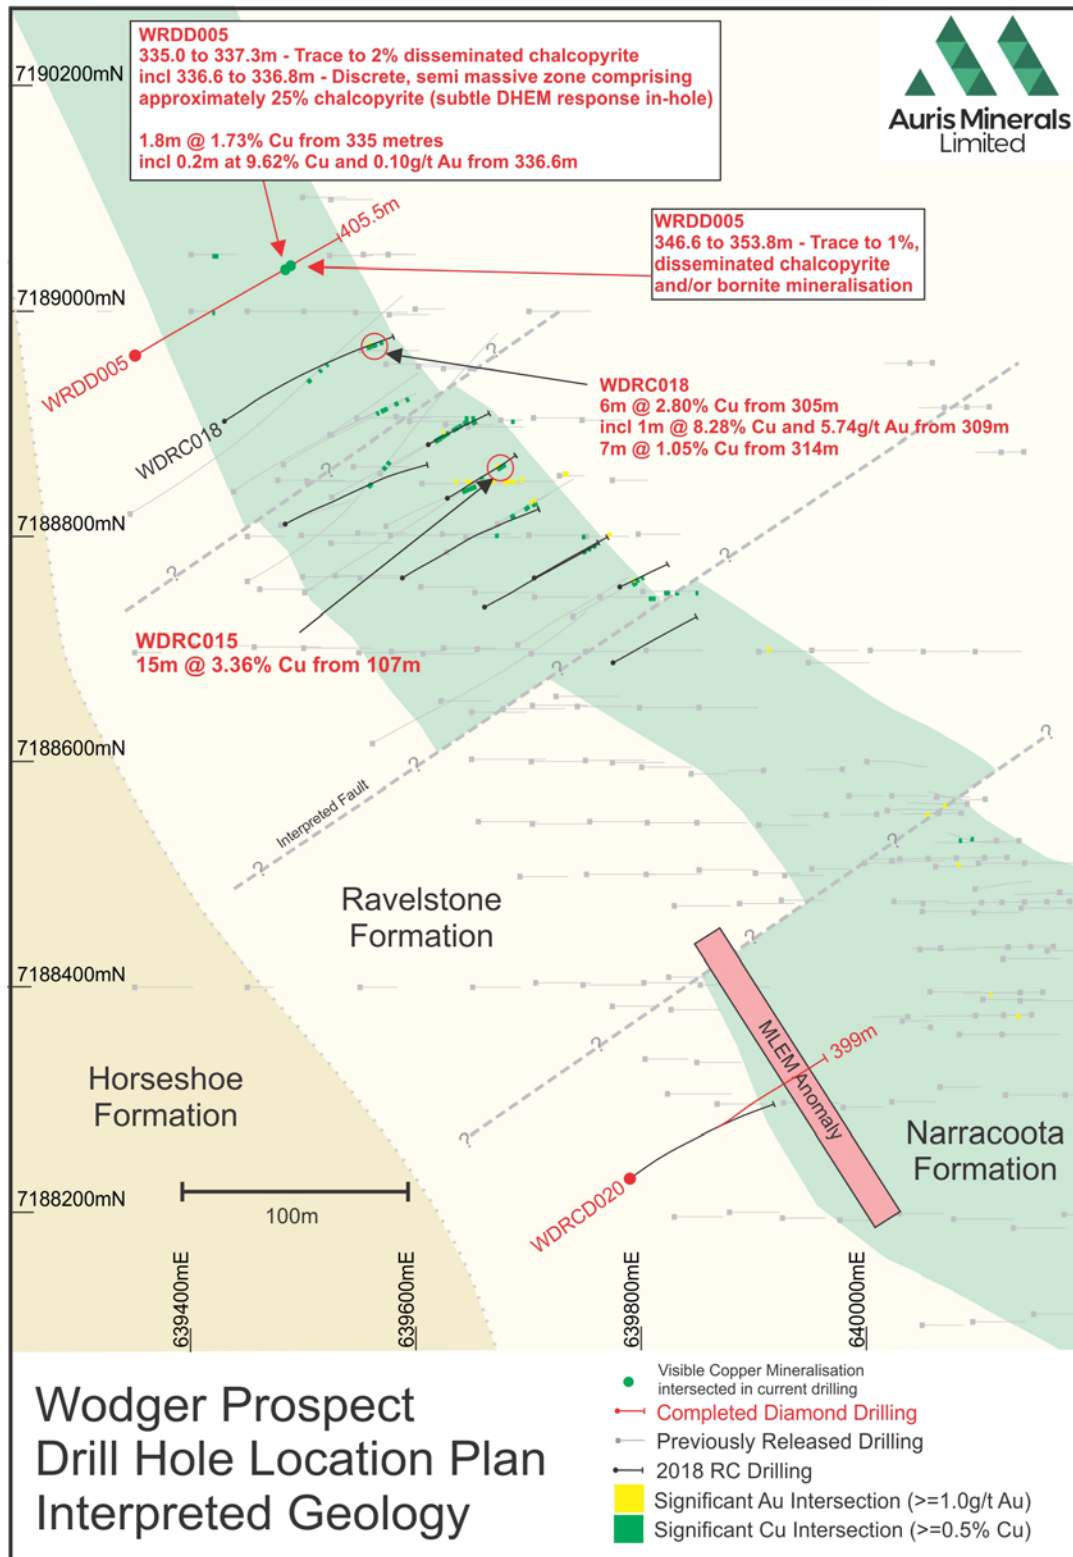 WRDD005
335.0 to 337.3m - Trace to 2% disseminated chalcopyrite
incl 336.6 to 336.8m - Discrete, semi massive zone comprising
approximately 25% chalcopyrite (subtle DHEM response in-hole)
1.8m @ 1.73% Cu from 335 metres
incl 0.2m at 9.62% Cu and 0.10g/t Au from 336.6m
Auris Minerals
Limited
7190200mN
405.5m
WRDD005
346.6 to 353.8m - Trace to 1%,
disseminated chalcopyrite
and/or bornite mineralisation
7189000mN
WRDD005
?
WDRC018
WDRC018
6m @ 2.80% Cu from 305m
incl 1m @ 8.28% Cu and 5.74g/t Au from 309m
7m @ 1.05% Cu from 314m
?
7188800mN
?
?
WDRC015
15m @ 3.36% Cu from 107m
?
7188600mN
?
?
Interpreted Fault
?
?
Ravelstone
Formation
?
7188400mN
?
MLEM Anomaly
399m
Horseshoe
Formation
?
Narracoota
Formation
WDRCD020
7188200mN
100m
639400mE
639600mE
639800mE
640000mE
Wodger Prospect
Drill Hole Location Plan
Interpreted Geology
Visible Copper Mineralisation
intersected in current drilling
Completed Diamond Drilling
Previously Released Drilling
2018 RC Drilling
Significant Au Intersection (>=1.0g/t Au)
Significant Cu Intersection (>=0.5% Cu)